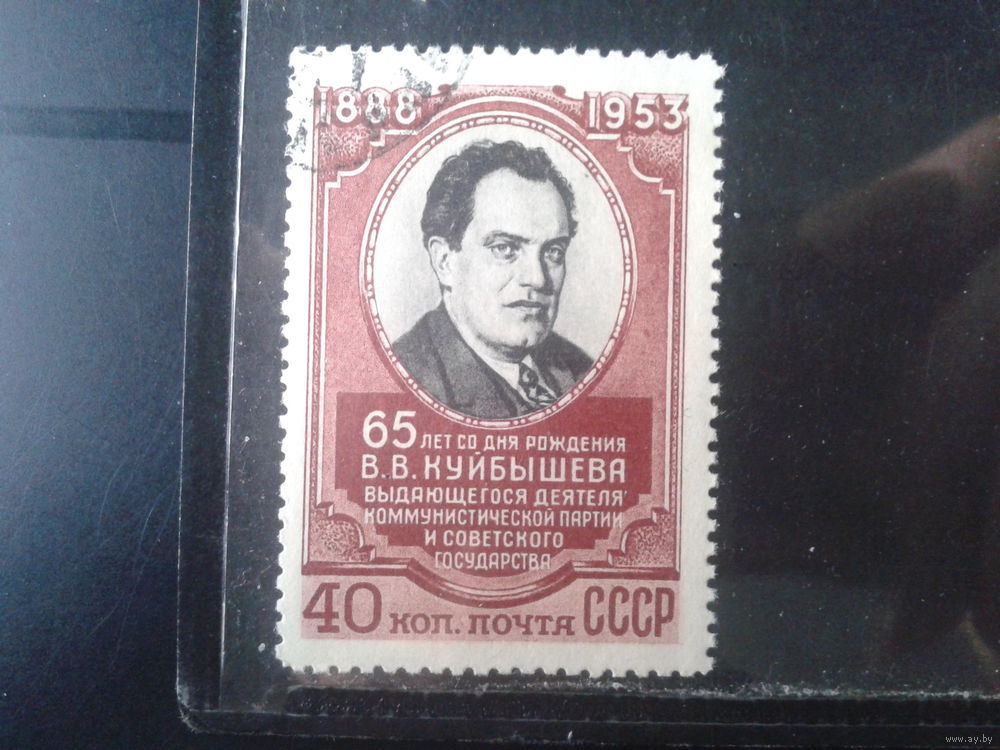 1888 1953
65 ЛЕТ СО ДНЯ РОЖДЕНИЯ
В.В. КУЙБЫШЕВА
ВЫДАЮЩЕГОСЯ ДЕЯТЕЛЯ
КОММУНИСТИЧЕСКОЙ ПАРТИИ
И СОВЕТСКОГО
ГОСУДАРСТВА
40 КОП. ПОЧТА СССР
www.ay.by